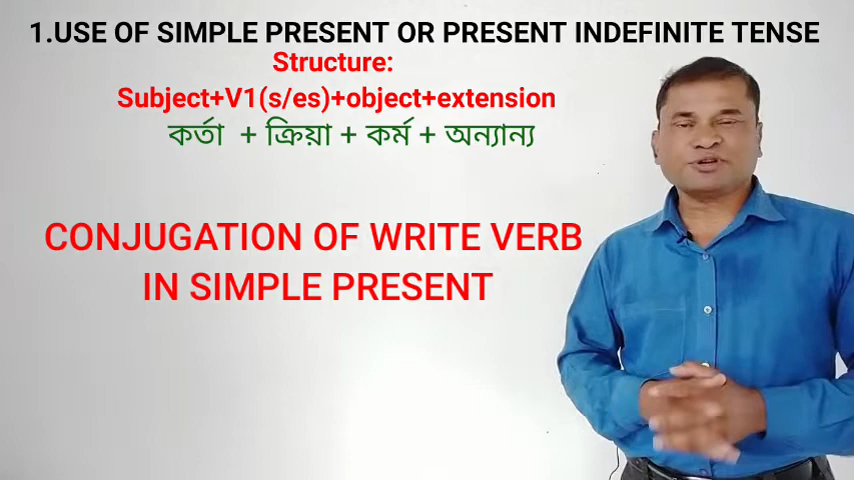 1.USE OF SIMPLE PRESENT OR PRESENT INDEFINITE TENSE
Structure:
Subject+V1(s/es)+object+extension
কর্তা + ক্রিয়া + কর্ম + অন্যান্য
CONJUGATION OF WRITE VERB
IN SIMPLE PRESENT